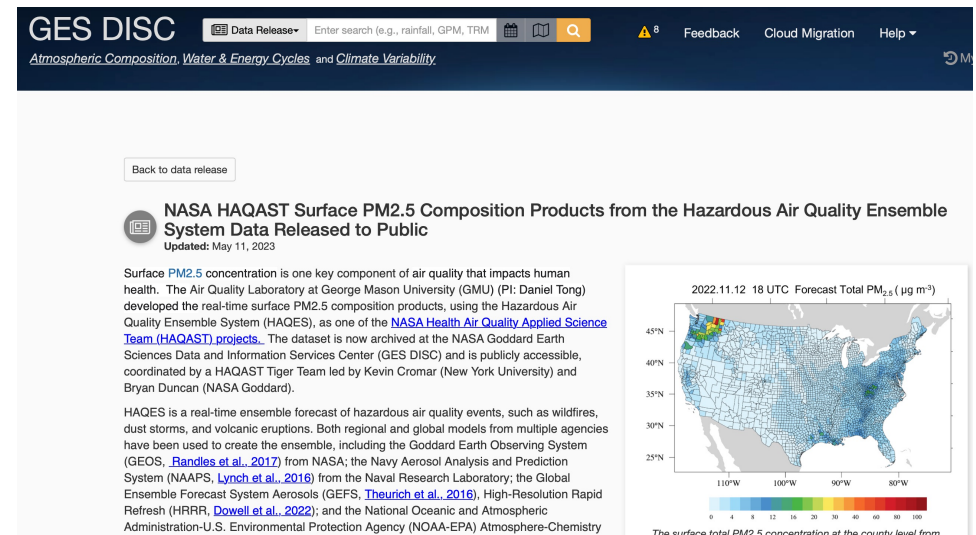 GES DISC
Data Release
Enter search (e.g., rainfall, GPM, TRM
8
Feedback
Cloud Migration
Help
Atmospheric Composition, Water & Energy Cycles and Climate Variability
My
Back to data release
NASA HAQAST Surface PM2.5 Composition Products from the Hazardous Air Quality Ensemble
System Data Released to Public
Updated: May 11, 2023
Surface PM2.5 concentration is one key component of air quality that impacts human
health. The Air Quality Laboratory at George Mason University (GMU) (PI: Daniel Tong)
developed the real-time surface PM2.5 composition products, using the Hazardous Air
Quality Ensemble System (HAQES), as one of the NASA Health Air Quality Applied Science
Team (HAQAST) projects. The dataset is now archived at the NASA Goddard Earth
Sciences Data and Information Services Center (GES DISC) and is publicly accessible,
coordinated by a HAQAST Tiger Team led by Kevin Cromar (New York University) and
Bryan Duncan (NASA Goddard).
HAQES is a real-time ensemble forecast of hazardous air quality events, such as wildfires,
dust storms, and volcanic eruptions. Both regional and global models from multiple agencies
have been used to create the ensemble, including the Goddard Earth Observing System
(GEOS, Randles et al., 2017) from NASA; the Navy Aerosol Analysis and Prediction
System (NAAPS, Lynch et al., 2016) from the Naval Research Laboratory; the Global
Ensemble Forecast System Aerosols (GEFS, Theurich et al., 2016), High-Resolution Rapid
Refresh (HRRR, Dowell et al., 2022); and the National Oceanic and Atmospheric
Administration-U.S. Environmental Protection Agency (NOAA-EPA) Atmosphere-Chemistry
2022.11.12 18 UTC Forecast Total PM2.5 ( μg m-3)
45°N
40°N
35°N
30°N
25°N
110°W 100°W 90°W 80°W
0 4 8 12 16 20 30 40 60 80 100
The surface total PM2.5 concentration at the county level from